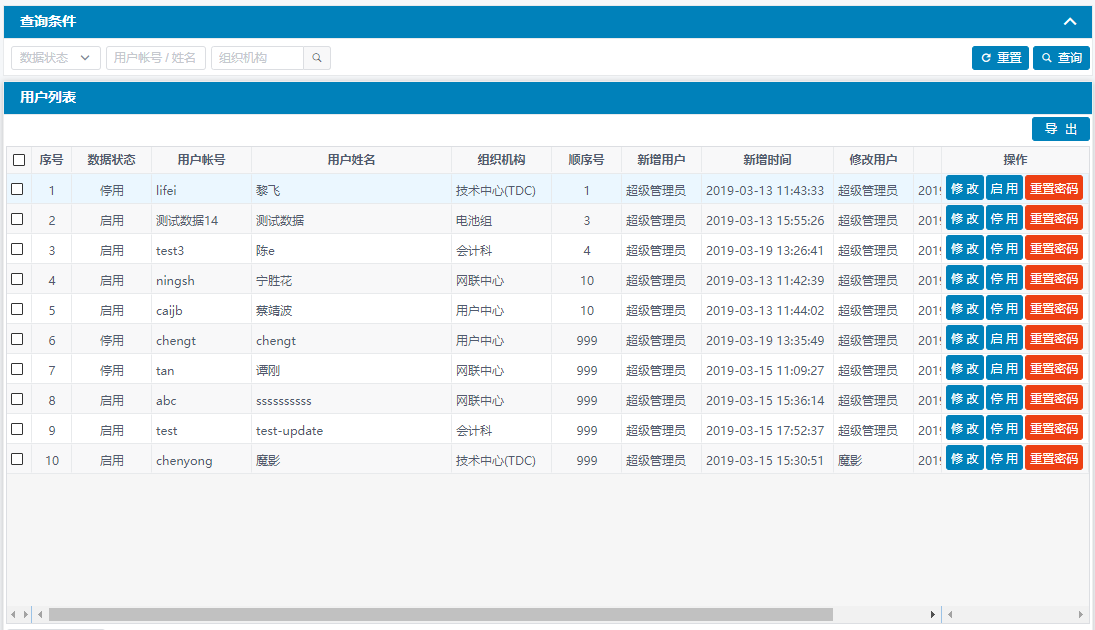 查询条件
数据状态 用户帐号 / 姓名 组织机构 重置 查询
用户列表
导 出
序号 数据状态 用户帐号 用户姓名 组织机构 顺序号 新增用户 新增时间 修改用户 操作
1 停用 lifei 黎飞 技术中心(TDC) 1 超级管理员 2019-03-13 11:43:33 超级管理员 2019 修 改 启 用 重置密码
2 启用 测试数据14 测试数据 电池组 3 超级管理员 2019-03-13 15:55:26 超级管理员 2019 修 改 停 用 重置密码
3 启用 test3 陈e 会计科 4 超级管理员 2019-03-19 13:26:41 超级管理员 2019 修 改 停 用 重置密码
4 启用 ningsh 宁胜花 网联中心 10 超级管理员 2019-03-13 11:42:39 超级管理员 2019 修 改 停 用 重置密码
5 启用 caijb 蔡靖波 用户中心 10 超级管理员 2019-03-13 11:44:02 超级管理员 2019 修 改 停 用 重置密码
6 停用 chengt chengt 用户中心 999 超级管理员 2019-03-19 13:35:49 超级管理员 2019 修 改 启 用 重置密码
7 停用 tan 谭刚 网联中心 999 超级管理员 2019-03-15 11:09:27 超级管理员 2019 修 改 启 用 重置密码
8 启用 abc ssssssssss 网联中心 999 超级管理员 2019-03-15 15:36:14 超级管理员 2019 修 改 停 用 重置密码
9 启用 test test-update 会计科 999 超级管理员 2019-03-15 17:52:37 超级管理员 2019 修 改 停 用 重置密码
10 启用 chenyong 魔影 技术中心(TDC) 999 超级管理员 2019-03-15 15:30:51 魔影 2019 修 改 停 用 重置密码